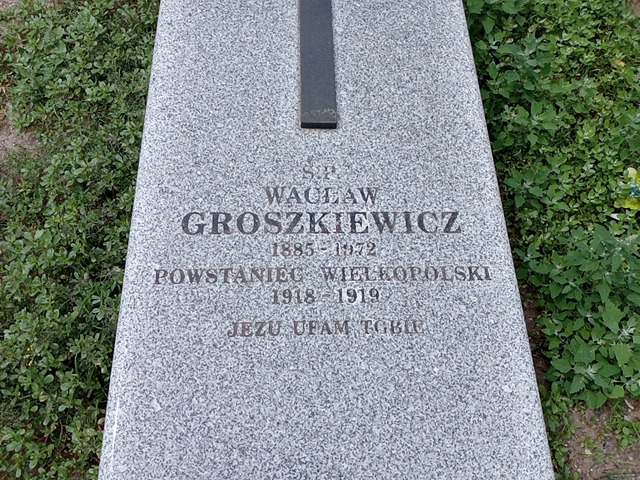 Ś.P.
WACŁAW
GROSZKIEWICZ
1885-1972
POWSTANIEC WIELKOPOLSKI
1918-1919
JEZU UFAM TOBIE